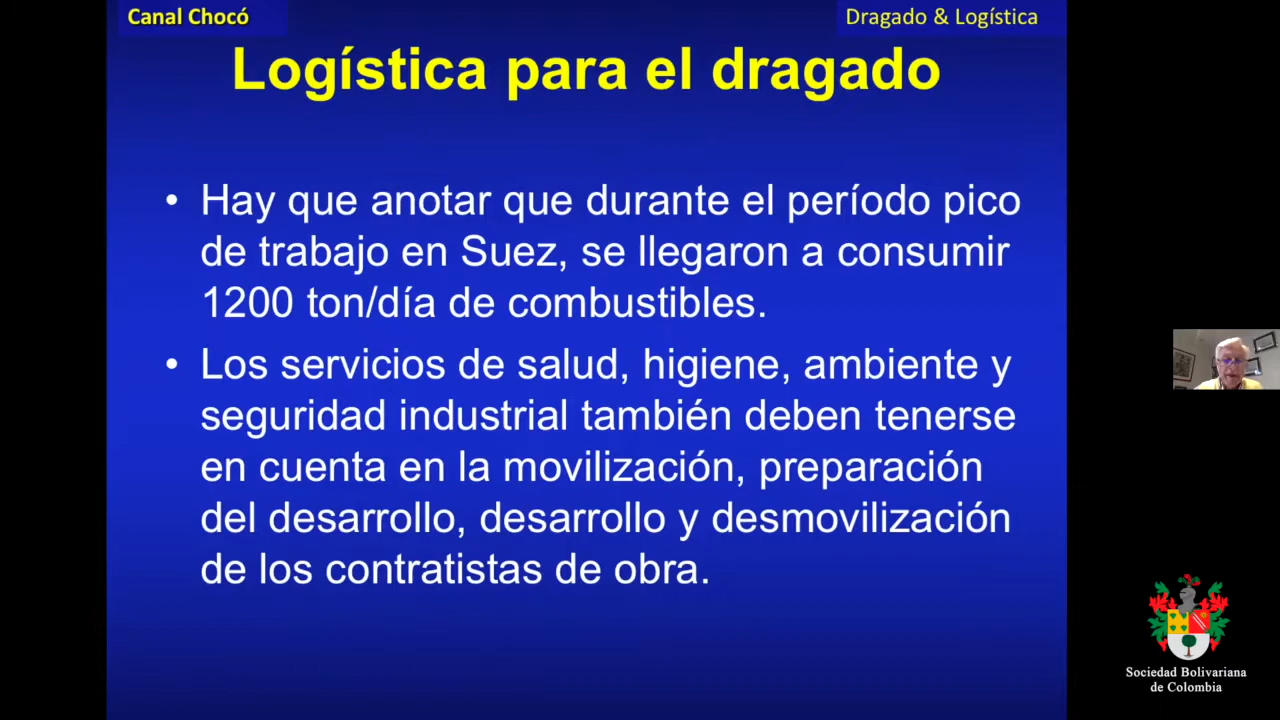 Canal Chocó
Dragado & Logística
Logística para el dragado
• Hay que anotar que durante el período pico
de trabajo en Suez, se llegaron a consumir
1200 ton/día de combustibles.
• Los servicios de salud, higiene, ambiente y
seguridad industrial también deben tenerse
en cuenta en la movilización, preparación
del desarrollo, desarrollo y desmovilización
de los contratistas de obra.
Sociedad Bolivariana
de Colombia